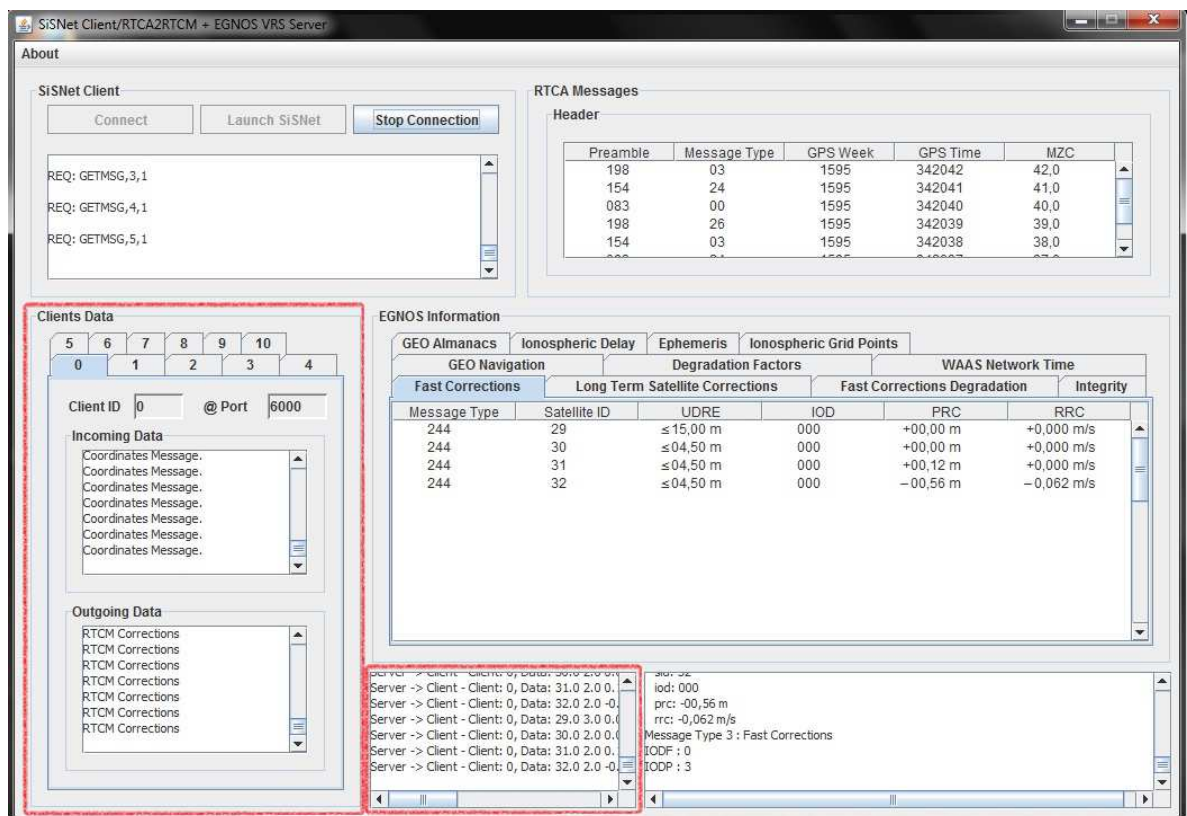 SiSNet Client/RTCA2RTCM + EGNOS VRS Server
About
SiSNet Client
Connect Launch SiSNet Stop Connection
REQ: GETMSG,3,1
REQ: GETMSG,4,1
REQ: GETMSG,5,1
RTCA Messages
Header
Preamble Message Type GPS Week GPS Time MZC
198 03 1595 342042 42,0
154 24 1595 342041 41,0
083 00 1595 342040 40,0
198 26 1595 342039 39,0
154 03 1595 342038 38,0
Clients Data
5 6 7 8 9 10
0 1 2 3 4
Client ID 0 @ Port 6000
Incoming Data
Coordinates Message.
Coordinates Message.
Coordinates Message.
Coordinates Message.
Coordinates Message.
Coordinates Message.
Coordinates Message.
Outgoing Data
RTCM Corrections
RTCM Corrections
RTCM Corrections
RTCM Corrections
RTCM Corrections
RTCM Corrections
RTCM Corrections
EGNOS Information
GEO Almanacs Ionospheric Delay Ephemeris Ionospheric Grid Points
GEO Navigation Degradation Factors WAAS Network Time
Fast Corrections Long Term Satellite Corrections Fast Corrections Degradation Integrity
Message Type Satellite ID UDRE IOD PRC RRC
244 29 ≤15,00 m 000 +00,00 m +0,000 m/s
244 30 ≤04,50 m 000 +00,00 m +0,000 m/s
244 31 ≤04,50 m 000 +00,12 m +0,000 m/s
244 32 ≤04,50 m 000 −00,56 m −0,062 m/s
Server -> Client - Client: 0, Data: 30.0 2.0 0.
Server -> Client - Client: 0, Data: 31.0 2.0 0.
Server -> Client - Client: 0, Data: 32.0 2.0 -0.
Server -> Client - Client: 0, Data: 29.0 3.0 0.
Server -> Client - Client: 0, Data: 30.0 2.0 0.
Server -> Client - Client: 0, Data: 31.0 2.0 0.
Server -> Client - Client: 0, Data: 32.0 2.0 -0.
sid: 32
iod: 000
prc: -00,56 m
rrc: -0,062 m/s
Message Type 3 : Fast Corrections
IODF : 0
IODP : 3